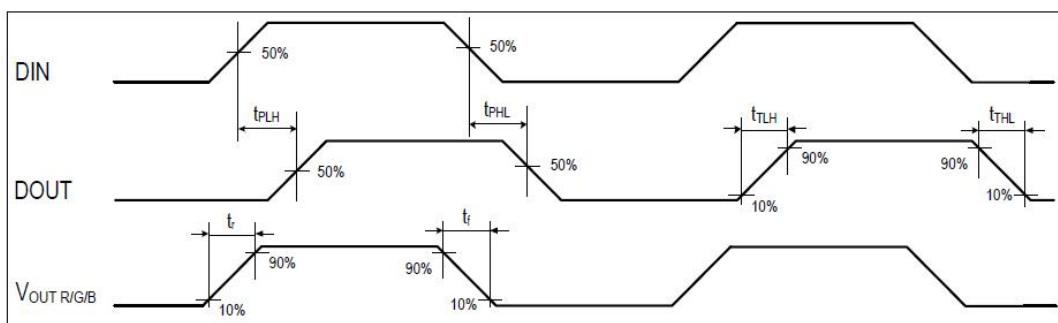 DIN
50%
50%
tPLH
tPHL
tTLH
tTHL
DOUT
50%
50%
90%
90%
10%
10%
tr
tf
VOUT R/G/B
90%
90%
10%
10%